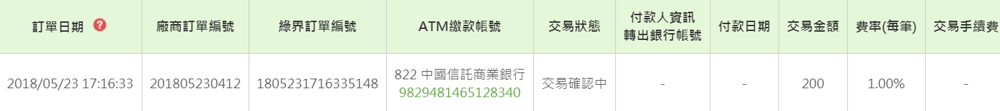 訂單日期 ?
廠商訂單編號
綠界訂單編號
ATM繳款帳號
交易狀態
付款人資訊
轉出銀行帳號
付款日期
交易金額
費率(每筆)
交易手續費
2018/05/23 17:16:33
201805230412
1805231716335148
822 中國信託商業銀行
9829481465128340
交易確認中
-
-
200
1.00%
-